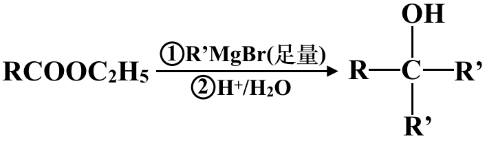 OH
①R'MgBr(足量)
RCOOC₂H₅ R—C—R'
②H⁺/H₂O
R'